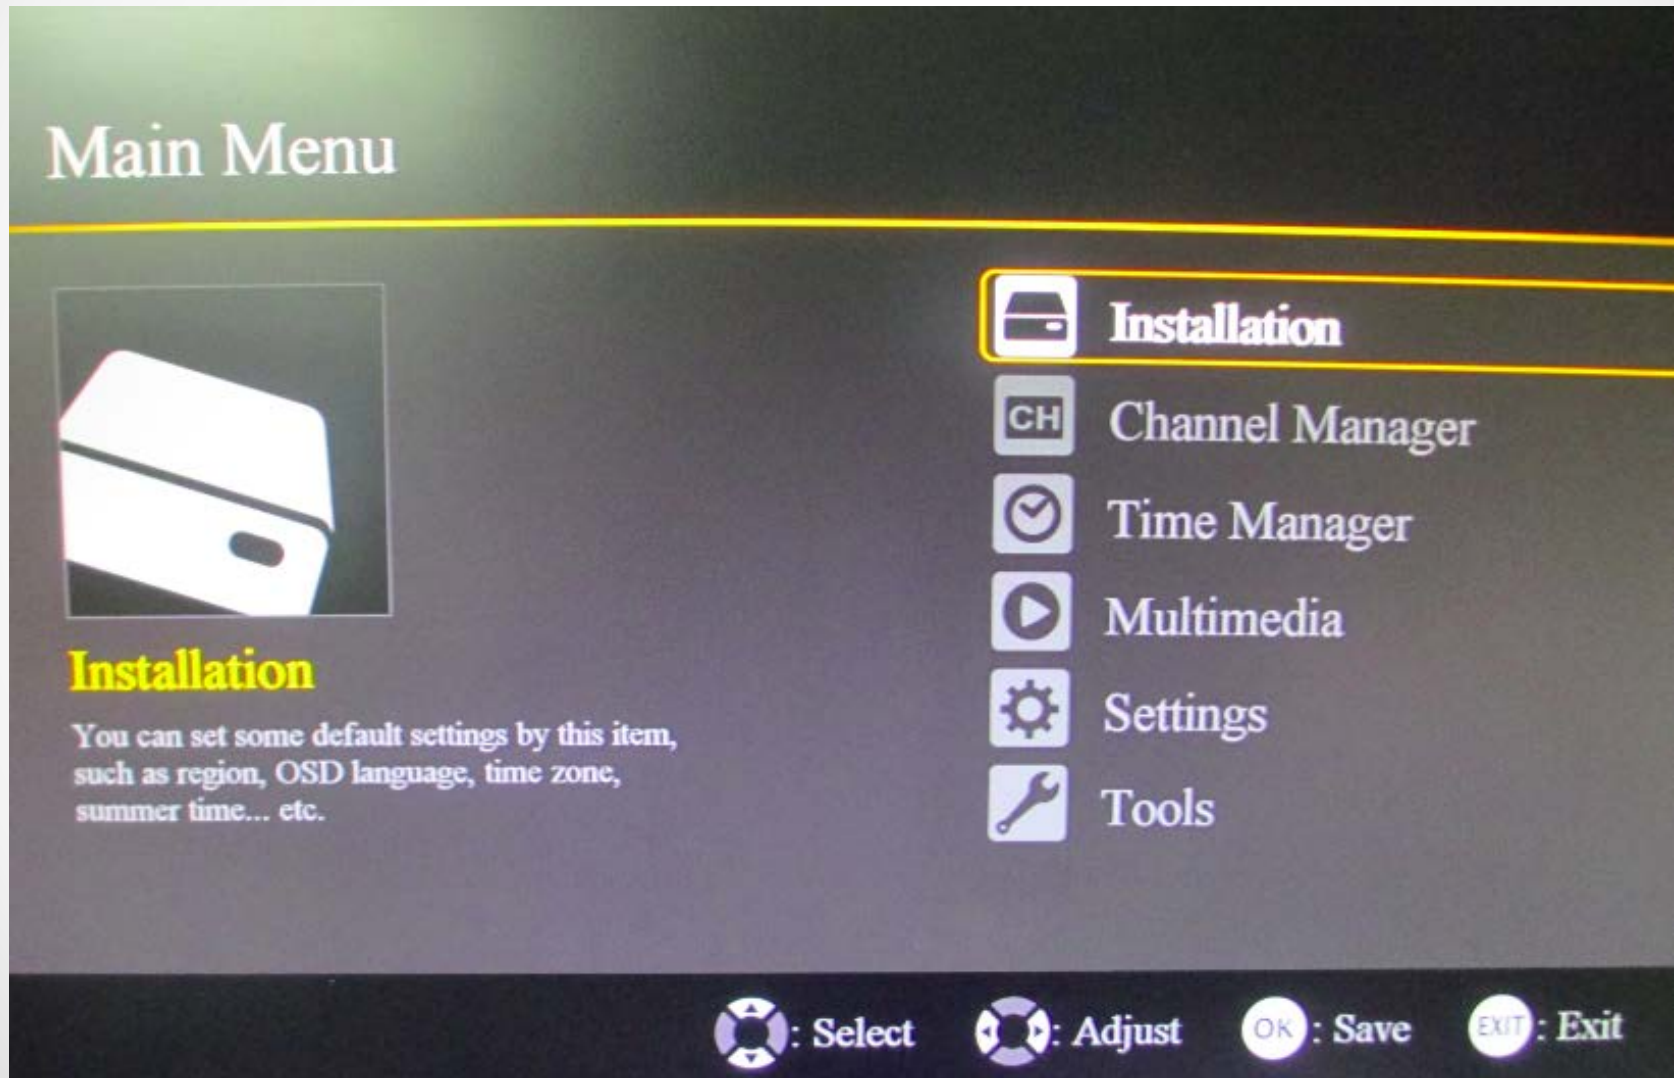 Main Menu
Installation
CH
Channel Manager
Time Manager
Multimedia
Settings
Tools
Installation
You can set some default settings by this item,
such as region, OSD language, time zone,
summer time... etc.
: Select
: Adjust
OK : Save
EXIT : Exit